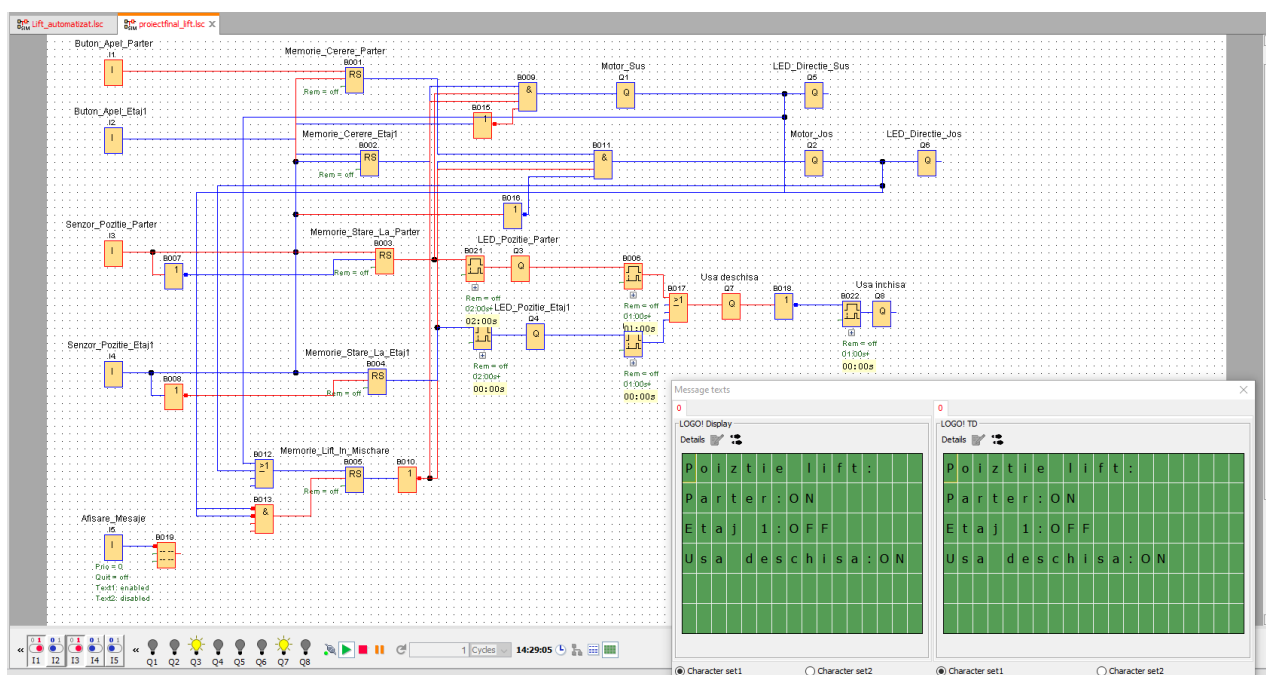 Lift_automatizat.lsc
proiectfinal_lift.lsc
Buton_Apel_Parter
I1
I
Memorie_Cerere_Parter
B001
RS
Rem = off
B009
&
Motor_Sus
Q1
Q
LED_Directie_Sus
Q5
Q
Buton_Apel_Etaj1
I2
I
B015
1
Memorie_Cerere_Etaj1
B002
RS
Rem = off
B011
&
Motor_Jos
Q2
Q
LED_Directie_Jos
Q6
Q
B016
1
Senzor_Pozitie_Parter
I3
I
B007
1
Memorie_Stare_La_Parter
B003
RS
Rem = off
LED_Pozitie_Parter
B021
Q3
Q
Rem = off
02:00s+
02:00s
B006
Rem = off
01:00s+
01:00s
B017
≥1
Usa deschisa
Q7
Q
B018
1
Usa inchisa
B022
Q8
Q
Rem = off
01:00s+
00:00s
LED_Pozitie_Etaj1
Q4
Q
Rem = off
02:00s+
00:00s
Rem = off
01:00s+
00:00s
Senzor_Pozitie_Etaj1
I4
I
B008
1
Memorie_Stare_La_Etaj1
B004
RS
Rem = off
B012
≥1
Memorie_Lift_In_Mischare
B005
RS
Rem = off
B010
1
B013
&
Afisare_Mesaje
I5
I
B019
Prio = 0
Quit = off
Text1: enabled
Text2: disabled
Message texts
0
0
LOGO! Display
LOGO! TD
Details
Details
Poiztie lift:
Parter:ON
Etaj 1:OFF
Usa deschisa:ON
Poiztie lift:
Parter:ON
Etaj 1:OFF
Usa deschisa:ON
Character set1
Character set2
Character set1
Character set2
I1 I2 I3 I4 I5
Q1 Q2 Q3 Q4 Q5 Q6 Q7 Q8
1 Cycles
14:29:05